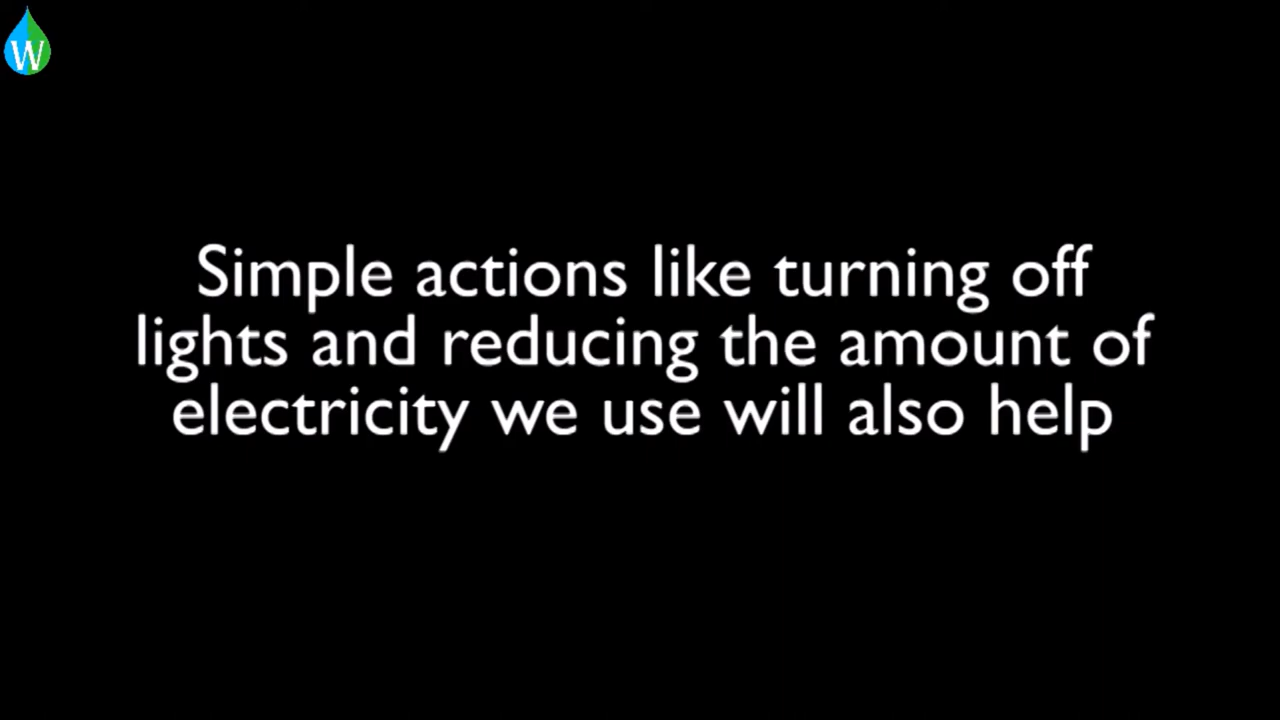 W
Simple actions like turning off
lights and reducing the amount of
electricity we use will also help